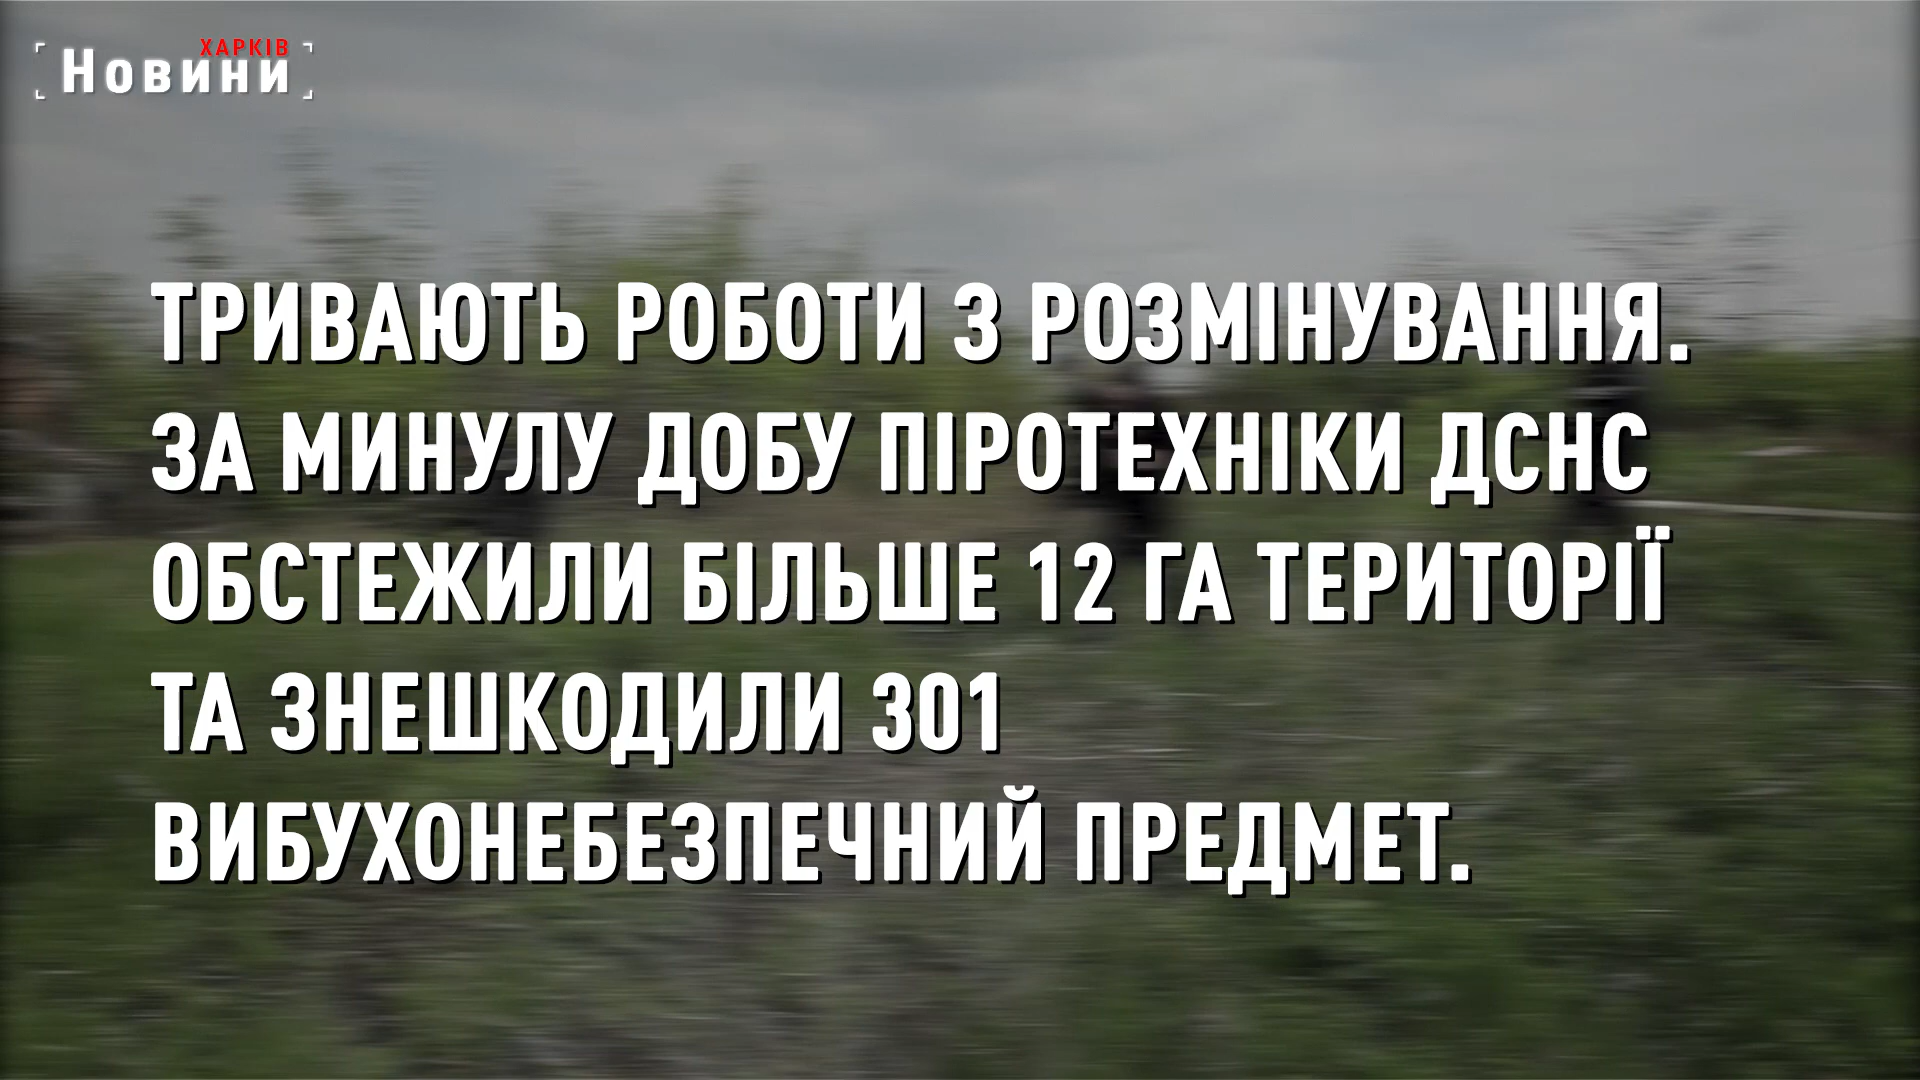 ХАРКІВ
Новини
ТРИВАЮТЬ РОБОТИ З РОЗМІНУВАННЯ.
ЗА МИНУЛУ ДОБУ ПІРОТЕХНІКИ ДСНС
ОБСТЕЖИЛИ БІЛЬШЕ 12 ГА ТЕРИТОРІЇ
ТА ЗНЕШКОДИЛИ 301
ВИБУХОНЕБЕЗПЕЧНИЙ ПРЕДМЕТ.